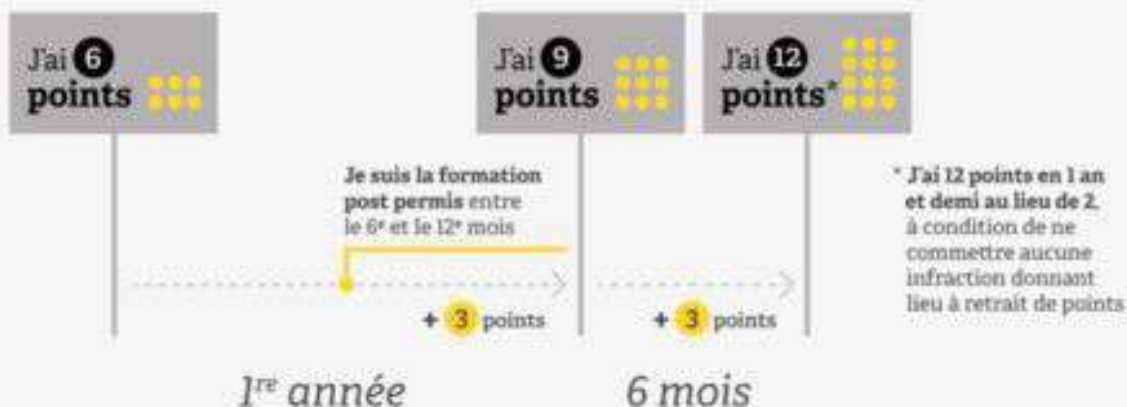 J'ai 6
points
J'ai 9
points
J'ai 12
points*
Je suis la formation
post permis entre
le 6e et le 12e mois
* J'ai 12 points en 1 an
et demi au lieu de 2,
à condition de ne
commettre aucune
infraction donnant
lieu à retrait de points
+ 3 points
+ 3 points
1re année
6 mois